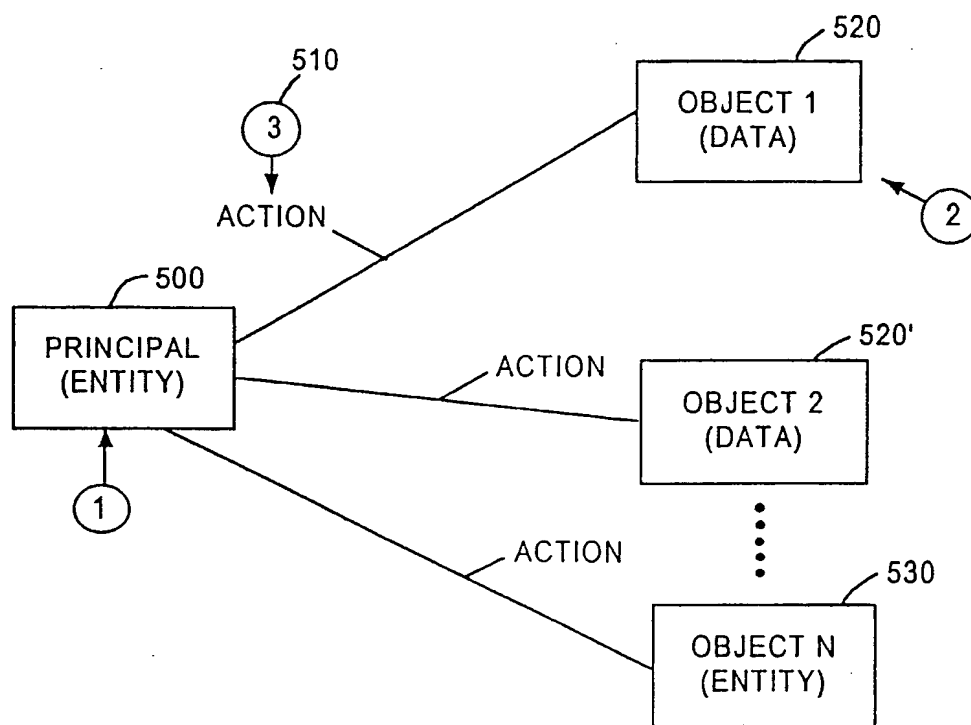 510
3
ACTION
520
OBJECT 1
(DATA)
2
500
PRINCIPAL
(ENTITY)
1
ACTION
520'
OBJECT 2
(DATA)
ACTION
530
OBJECT N
(ENTITY)